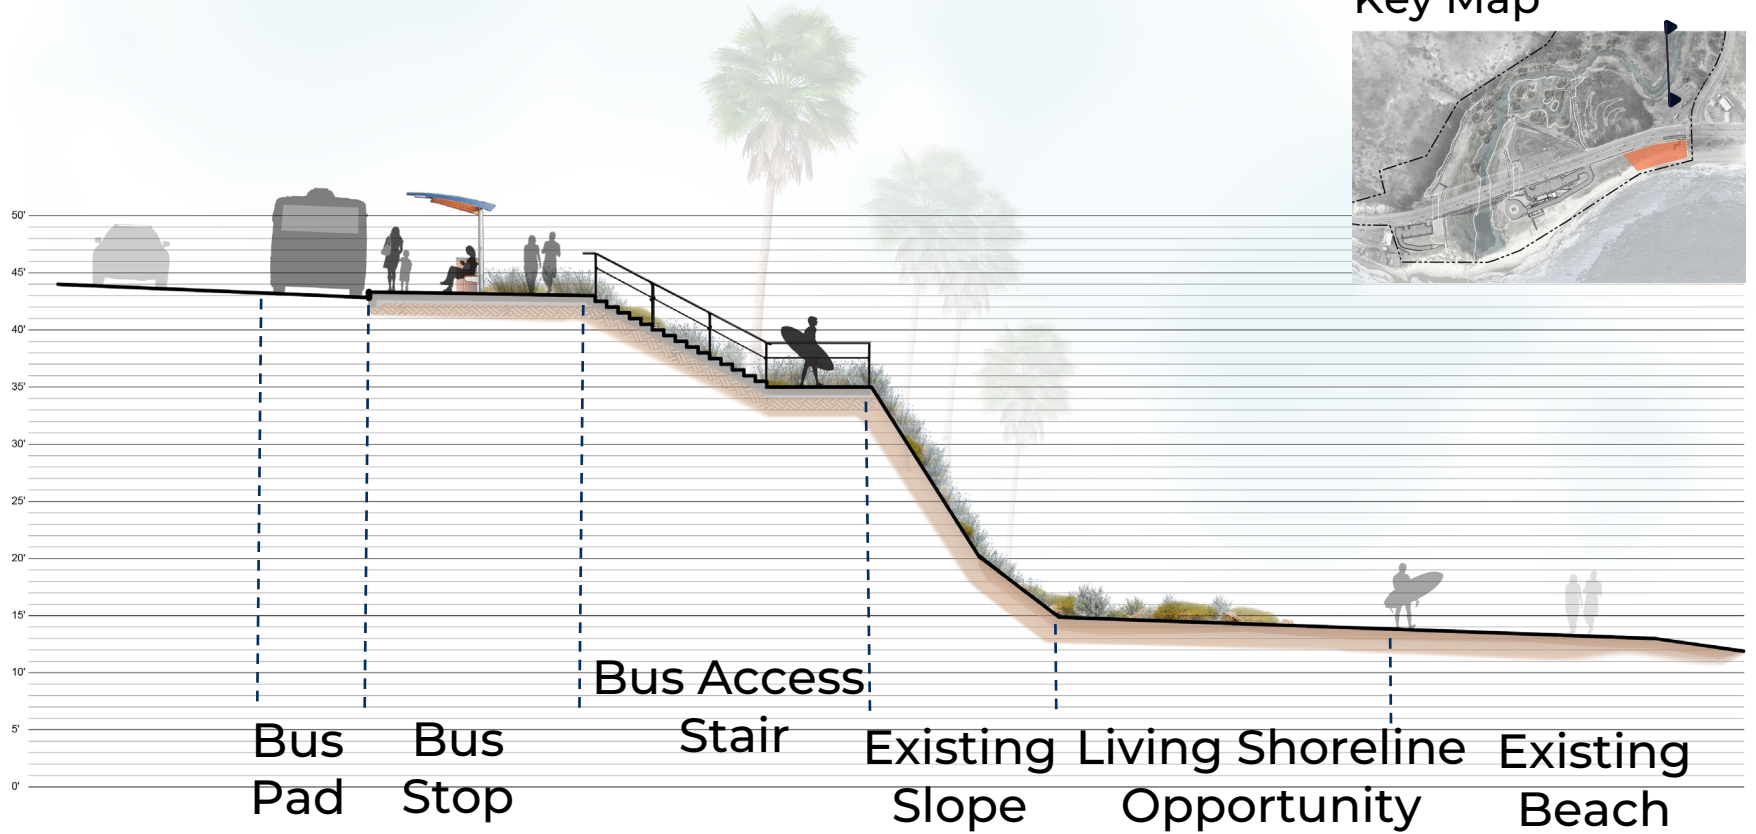 Key Map
50'
45'
40'
35'
30'
25'
20'
15'
10'
5'
0'
Bus
Pad
Bus
Stop
Bus Access
Stair
Existing
Slope
Living Shoreline
Opportunity
Existing
Beach